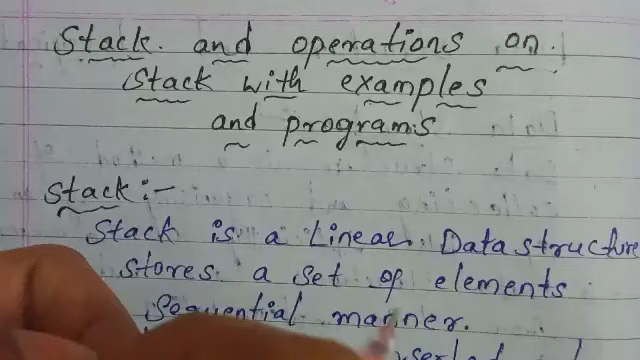 Stack and operations on
Stack with examples
and programs
Stack :-
Stack is a Linear Data structure
stores a set of elements
Sequential manner.